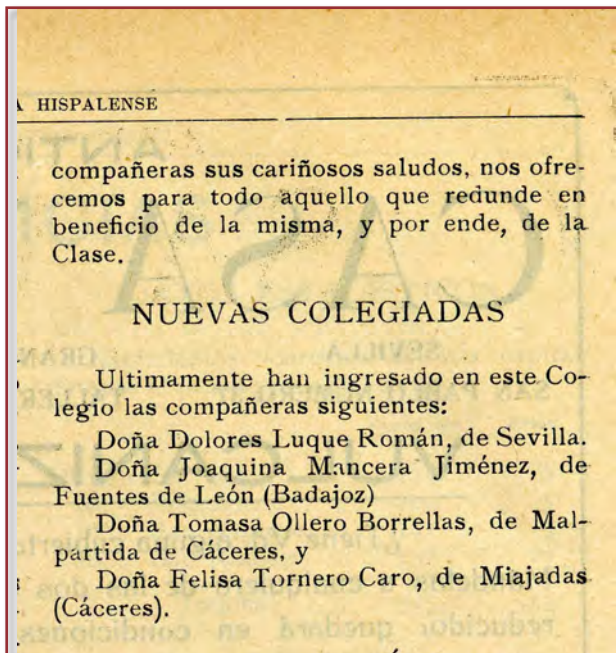 A HISPALENSE
compañeras sus cariñosos saludos, nos ofre-
cemos para todo aquello que redunde en
beneficio de la misma, y por ende, de la
Clase.
NUEVAS COLEGIADAS
Ultimamente han ingresado en este Co-
legio las compañeras siguientes:
Doña Dolores Luque Román, de Sevilla.
Doña Joaquina Mancera Jiménez, de
Fuentes de León (Badajoz)
Doña Tomasa Ollero Borrellas, de Mal-
partida de Cáceres, y
Doña Felisa Tornero Caro, de Miajadas
(Cáceres).